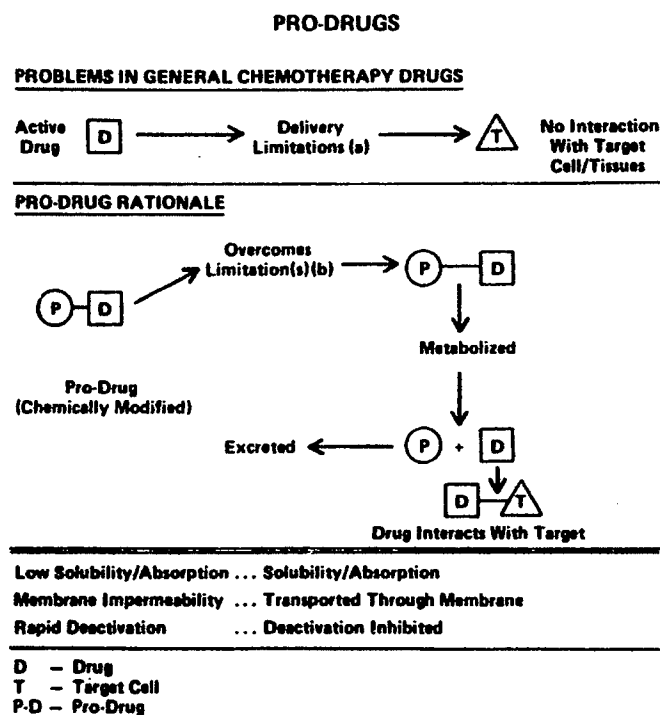 PRO-DRUGS
PROBLEMS IN GENERAL CHEMOTHERAPY DRUGS
Active Drug
D
Delivery Limitations (a)
T
No Interaction With Target Cell/Tissues
PRO-DRUG RATIONALE
Overcomes Limitation(s)(b)
P D
P D
Metabolized
Pro-Drug
(Chemically Modified)
Excreted
P + D
D T
Drug Interacts With Target
Low Solubility/Absorption ... Solubility/Absorption
Membrane Impermeability ... Transported Through Membrane
Rapid Deactivation ... Deactivation Inhibited
D – Drug
T – Target Cell
P-D – Pro-Drug